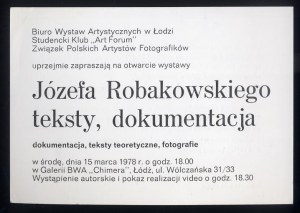 Biuro Wystaw Artystycznych w Łodzi
Studencki Klub „Art Forum”
Związek Polskich Artystów Fotografików
uprzejmie zapraszają na otwarcie wystawy
Józefa Robakowskiego
teksty, dokumentacja
dokumentacja, teksty teoretyczne, fotografie
w środę, dnia 15 marca 1978 r. o godz. 18.00
w Galerii BWA „Chimera”, Łódź, ul. Wólczańska 31/33
Wystąpienie autorskie i pokaz realizacji video o godz. 18.30